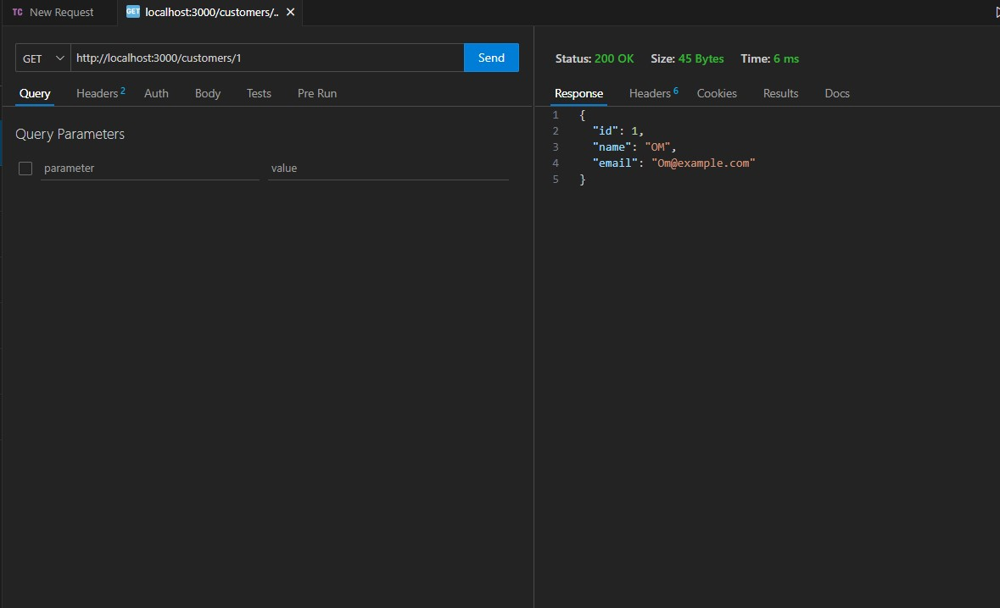 TC New Request
GET localhost:3000/customers/..
GET http://localhost:3000/customers/1 Send
Query Headers 2 Auth Body Tests Pre Run
Query Parameters
parameter value
Status: 200 OK Size: 45 Bytes Time: 6 ms
Response Headers 6 Cookies Results Docs
1 {
2 "id": 1,
3 "name": "OM",
4 "email": "Om@example.com"
5 }